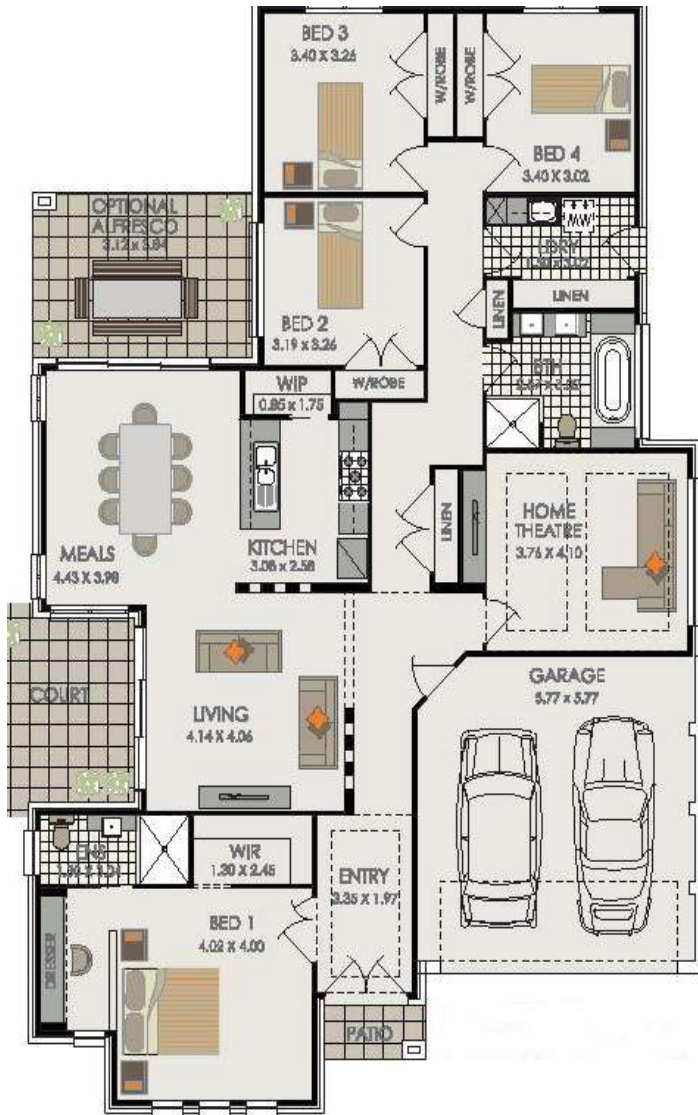 BED 3
3.40 X 3.26
W/ROBE
W/ROBE
BED 4
3.40 X 3.02
OPTIONAL
ALFRESCO
BED 2
3.19 X 3.26
LDRY
LINEN
LINEN
WIP
0.85 x 1.75
W/ROBE
BTH
MEALS
4.43 X 3.98
KITCHEN
3.08 x 2.58
LINEN
HOME
THEATRE
3.76 x 4.10
COURT
LIVING
4.14 X 4.06
GARAGE
5.77 x 5.77
ENS
WIR
1.30 X 2.45
ENTRY
3.35 X 1.97
BED 1
4.02 X 4.00
DRESSER
PATIO